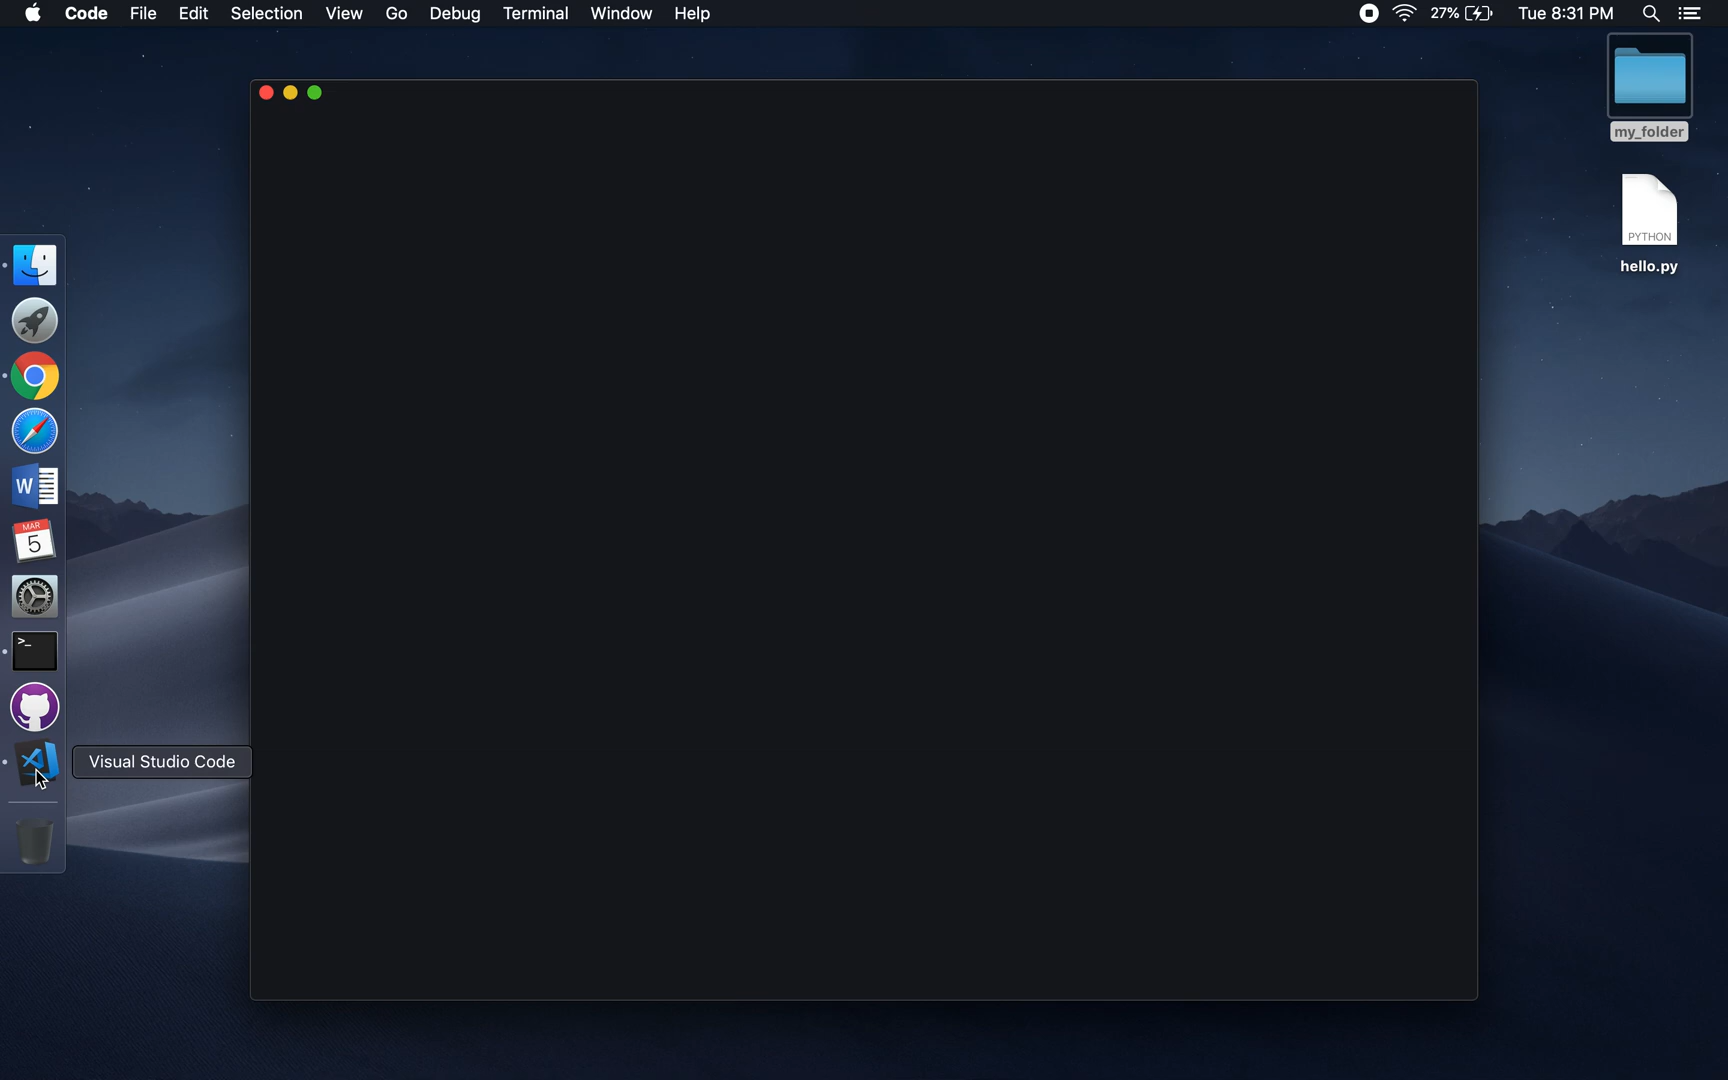 Code File Edit Selection View Go Debug Terminal Window Help 27% Tue 8:31 PM
my_folder
PYTHON
hello.py
W
MAR
5
>_
Visual Studio Code